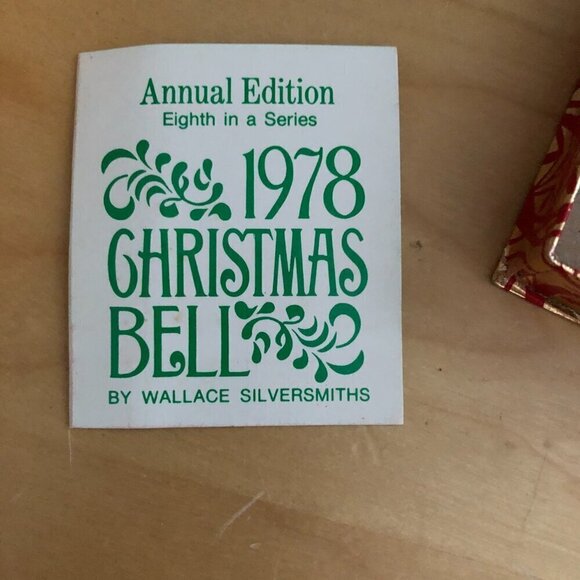 Annual Edition
Eighth in a Series
1978
CHRISTMAS
BELL
BY WALLACE SILVERSMITHS